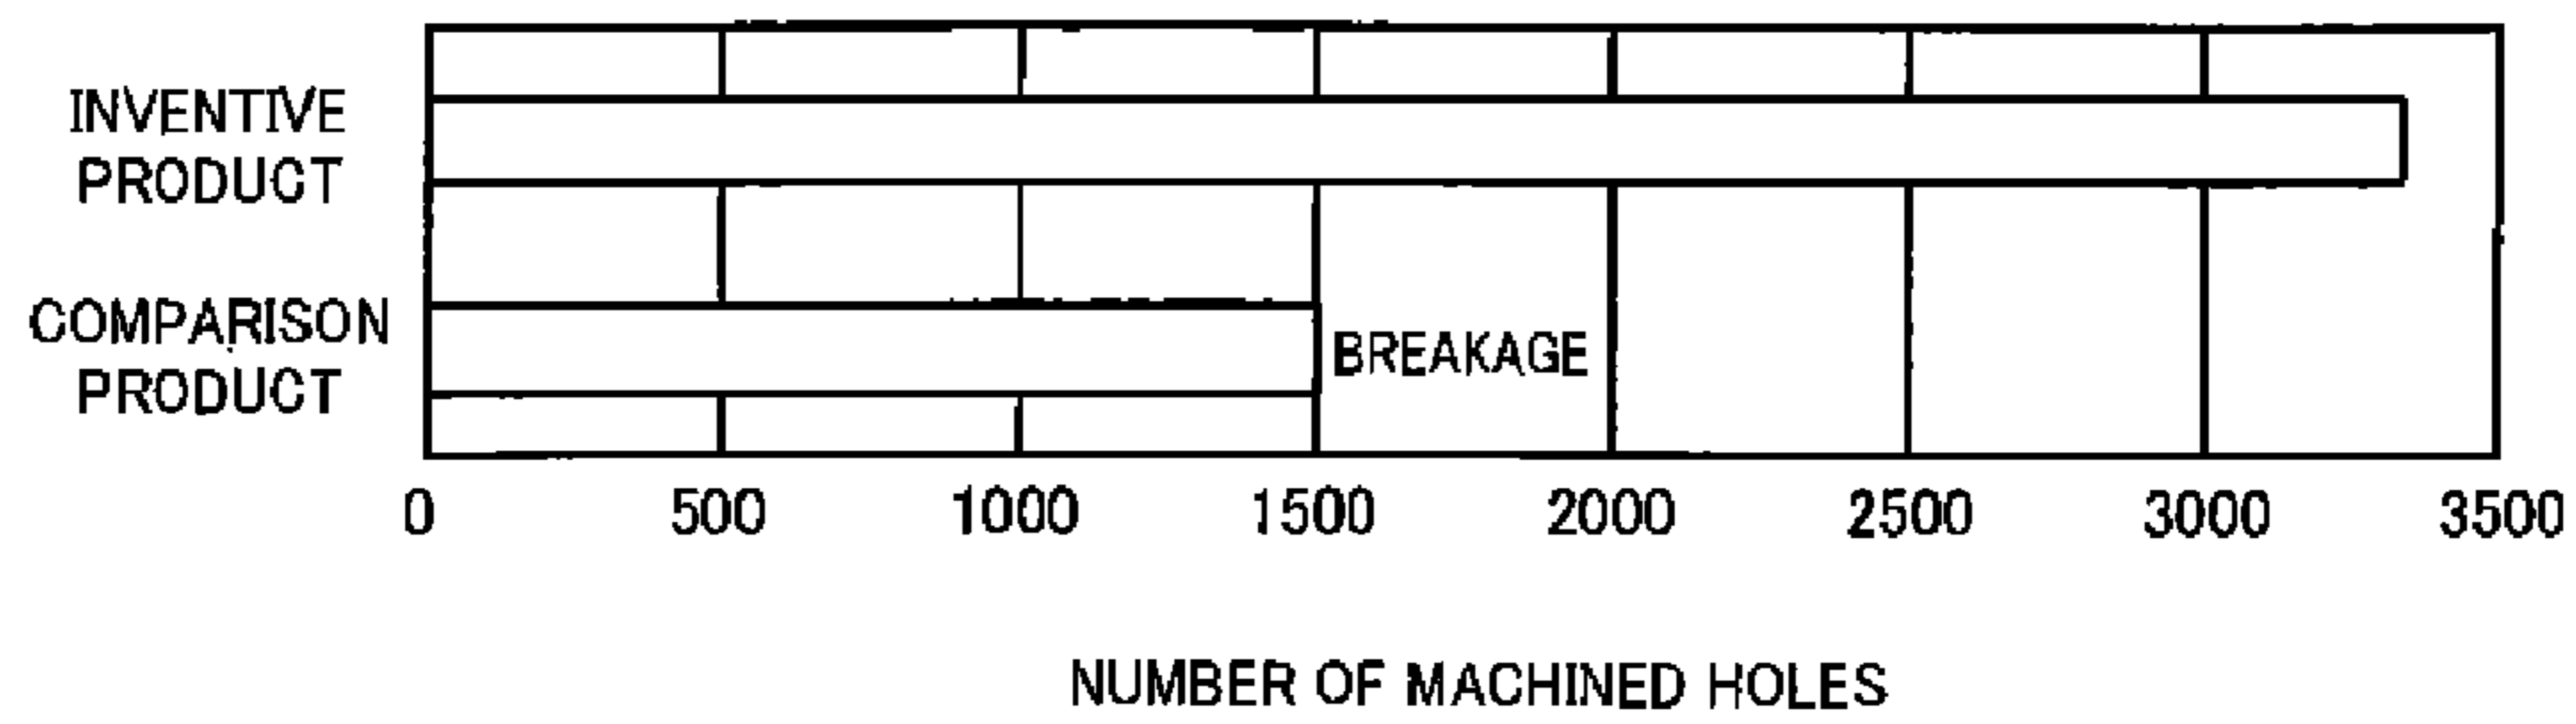 INVENTIVE
PRODUCT
COMPARISON
PRODUCT
BREAKAGE
0 500 1000 1500 2000 2500 3000 3500
NUMBER OF MACHINED HOLES